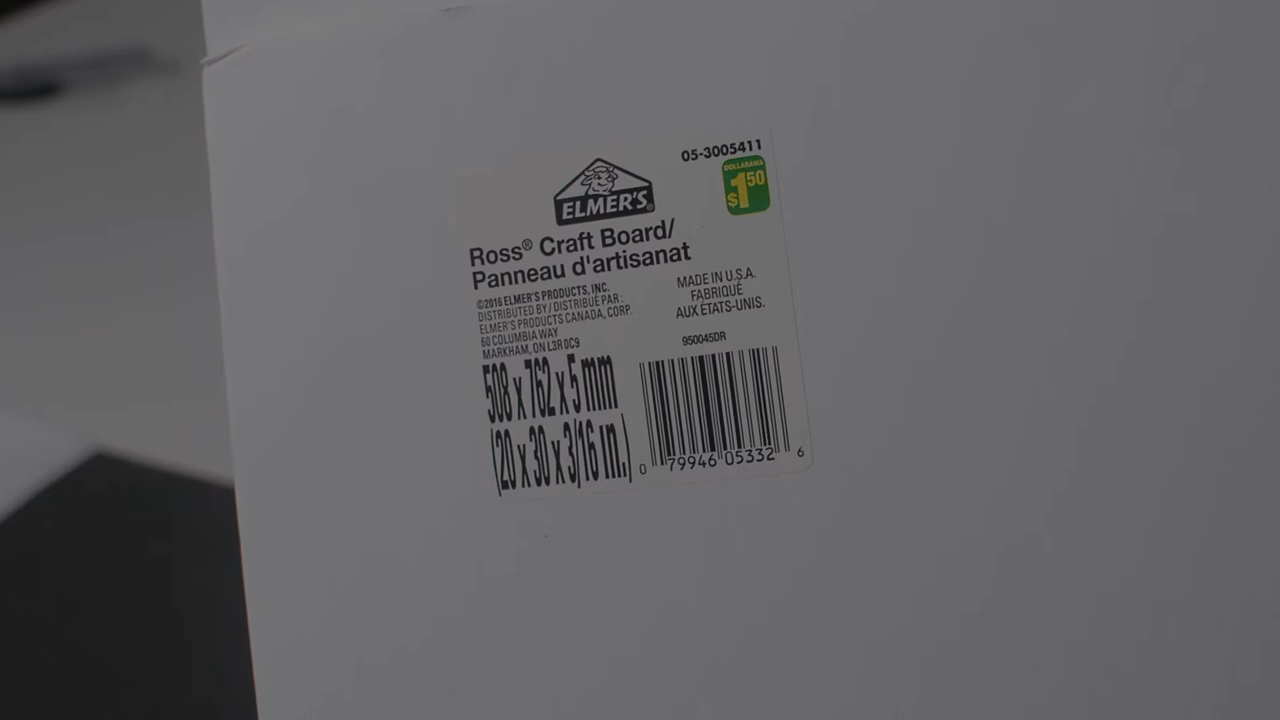 05-3005411
DOLLARAMA
$1.50
ELMER'S®
Ross® Craft Board/
Panneau d'artisanat
©2016 ELMER'S PRODUCTS, INC.
DISTRIBUTED BY / DISTRIBUÉ PAR :
ELMER'S PRODUCTS CANADA, CORP.
60 COLUMBIA WAY
MARKHAM, ON L3R 0C9
MADE IN U.S.A.
FABRIQUÉ
AUX ÉTATS-UNIS.
950045DR
508 x 762 x 5 mm
(20 x 30 x 3/16 in.)
0 79946 05332 6